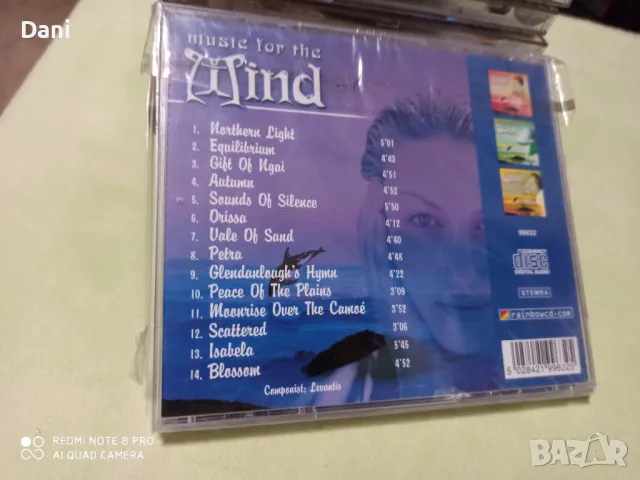 Dani
music for the
Mind
1. Northern Light 5'01
2. Equilibrium 4'43
3. Gift Of Ngai 4'51
4. Autumn 4'52
5. Sounds Of Silence 5'50
6. Orissa 4'12
7. Vale Of Sand 4'40
8. Petra 4'48
9. Glendanlough's Hymn 4'22
10. Peace Of The Plains 3'09
11. Moonrise Over The Camoé 3'52
12. Scattered 3'06
13. Isabela 5'45
14. Blossom 4'52
Componist: Levantis
COMPACT
disc
DIGITAL AUDIO
STEMRA
rainbowcd.com
REDMI NOTE 8 PRO
AI QUAD CAMERA
BAZAR
bg